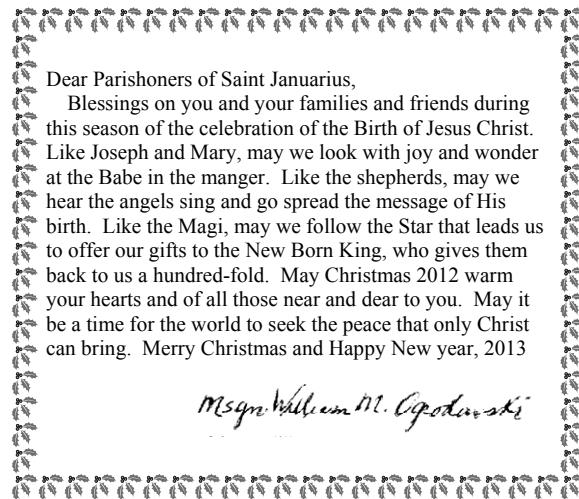 Dear Parishoners of Saint Januarius,
Blessings on you and your families and friends during
this season of the celebration of the Birth of Jesus Christ.
Like Joseph and Mary, may we look with joy and wonder
at the Babe in the manger.  Like the shepherds, may we
hear the angels sing and go spread the message of His
birth.  Like the Magi, may we follow the Star that leads us
to offer our gifts to the New Born King, who gives them
back to us a hundred-fold.  May Christmas 2012 warm
your hearts and of all those near and dear to you.  May it
be a time for the world to seek the peace that only Christ
can bring.  Merry Christmas and Happy New year, 2013
Msgr. William M. Ogrodowski